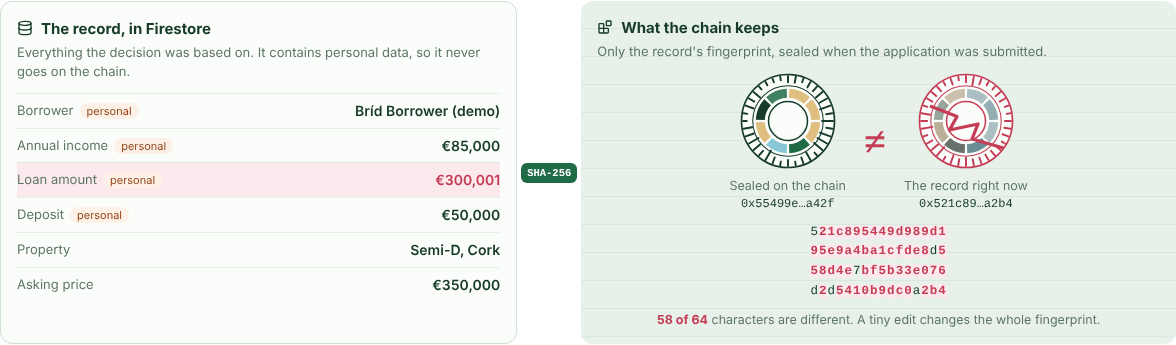 The record, in Firestore
Everything the decision was based on. It contains personal data, so it never
goes on the chain.
Borrower personal Bríd Borrower (demo)
Annual income personal €85,000
Loan amount personal €300,001
Deposit personal €50,000
Property Semi-D, Cork
Asking price €350,000
SHA-256
What the chain keeps
Only the record's fingerprint, sealed when the application was submitted.
≠
Sealed on the chain
0x55499e…a42f
The record right now
0x521c89…a2b4
521c895449d989d1
95e9a4ba1cfde8d5
58d4e7bf5b33e076
d2d5410b9dc0a2b4
58 of 64 characters are different. A tiny edit changes the whole fingerprint.